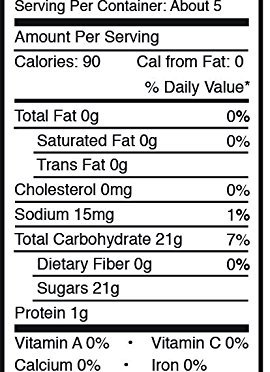 Serving Per Container: About 5
Amount Per Serving
Calories: 90 Cal from Fat: 0
% Daily Value*
Total Fat 0g 0%
Saturated Fat 0g 0%
Trans Fat 0g
Cholesterol 0mg 0%
Sodium 15mg 1%
Total Carbohydrate 21g 7%
Dietary Fiber 0g 0%
Sugars 21g
Protein 1g
Vitamin A 0% • Vitamin C 0%
Calcium 0% • Iron 0%